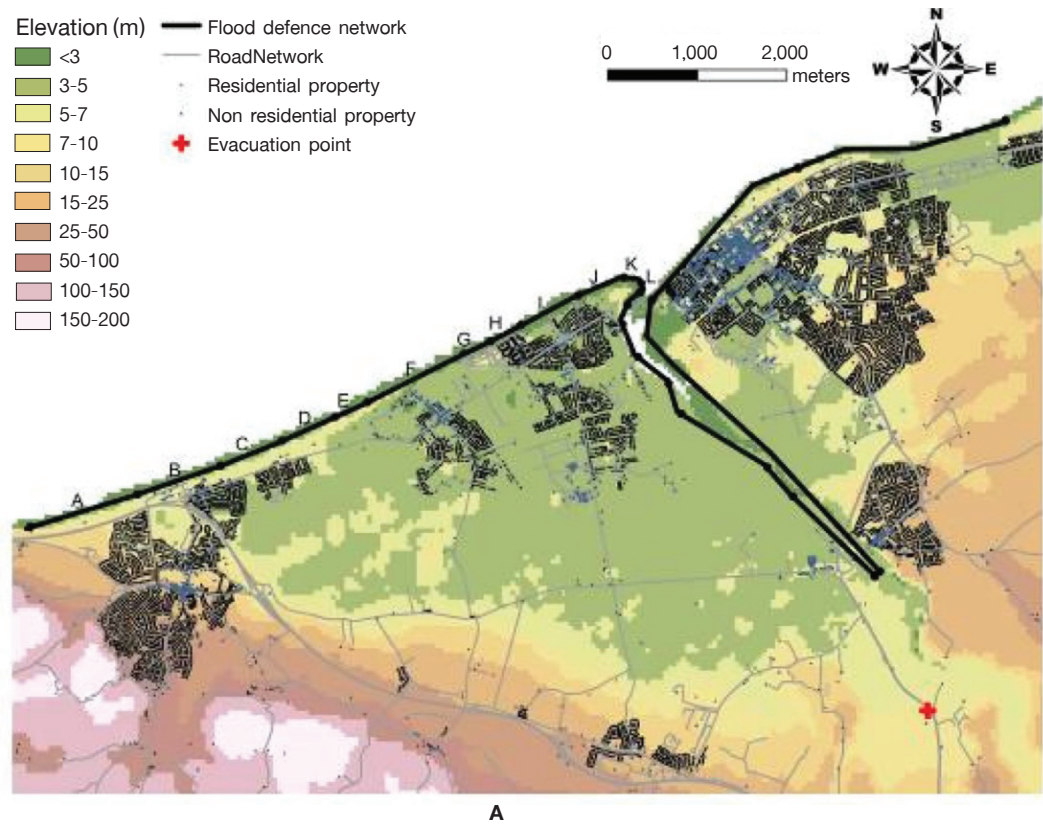 Elevation (m)
<3
3-5
5-7
7-10
10-15
15-25
25-50
50-100
100-150
150-200
Flood defence network
RoadNetwork
Residential property
Non residential property
Evacuation point
0 1,000 2,000
meters
N
W E
S
K
J L
I
H
G
F
E
D
C
B
A
A